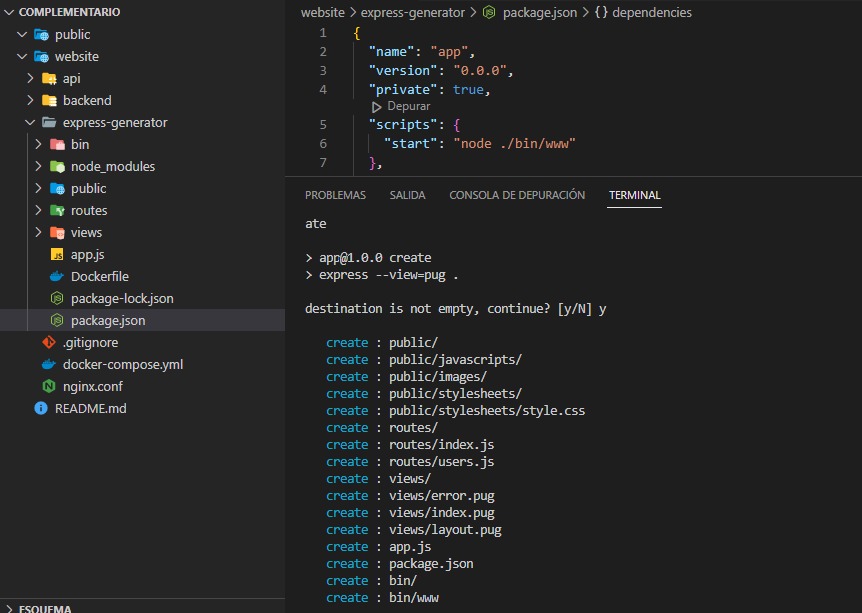 COMPLEMENTARIO
public
website
api
backend
express-generator
bin
node_modules
public
routes
views
app.js
Dockerfile
package-lock.json
package.json
.gitignore
docker-compose.yml
nginx.conf
README.md
ESQUEMA
website > express-generator > package.json > {} dependencies
1 {
2 "name": "app",
3 "version": "0.0.0",
4 "private": true,
Depurar
5 "scripts": {
6 "start": "node ./bin/www"
7 },
PROBLEMAS SALIDA CONSOLA DE DEPURACIÓN TERMINAL
ate
> app@1.0.0 create
> express --view=pug .
destination is not empty, continue? [y/N] y
create : public/
create : public/javascripts/
create : public/images/
create : public/stylesheets/
create : public/stylesheets/style.css
create : routes/
create : routes/index.js
create : routes/users.js
create : views/
create : views/error.pug
create : views/index.pug
create : views/layout.pug
create : app.js
create : package.json
create : bin/
create : bin/www